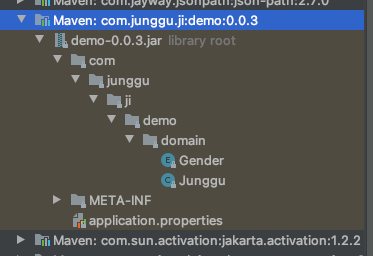 Maven: com.jayway.jsonpath:json-path:2.7.0
Maven: com.junggu.ji:demo:0.0.3
demo-0.0.3.jar library root
com
junggu
ji
demo
domain
E Gender
C Junggu
META-INF
application.properties
Maven: com.sun.activation:jakarta.activation:1.2.2